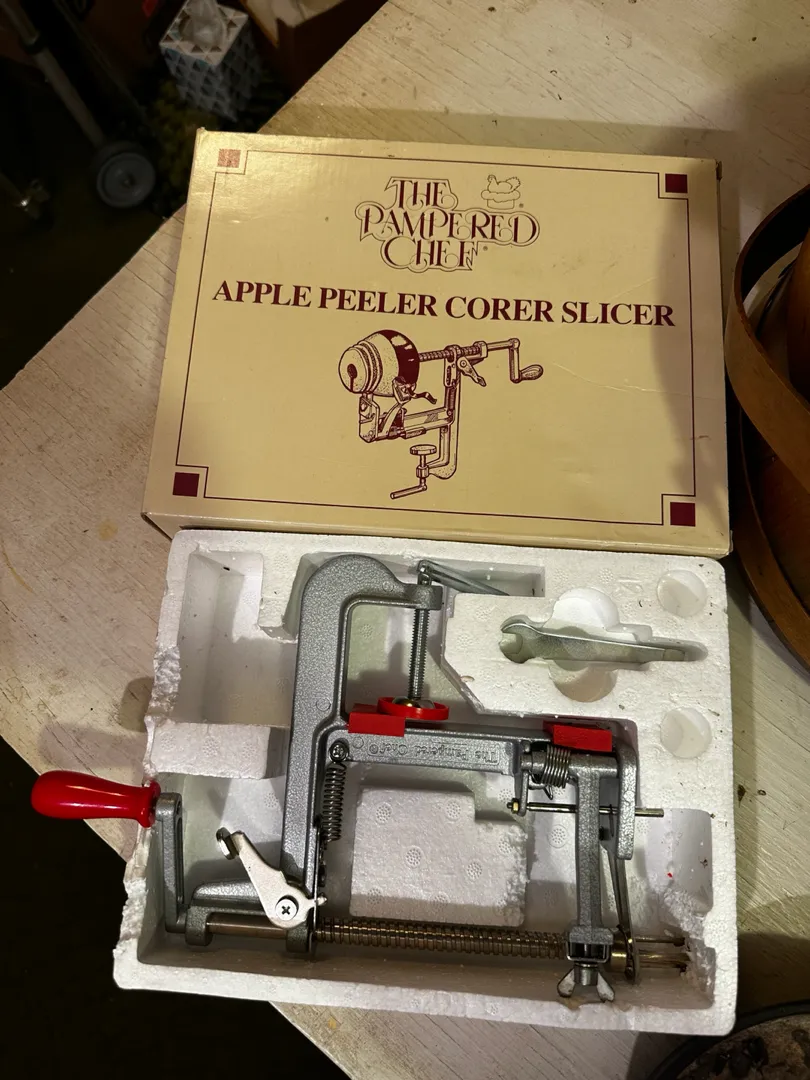 THE
PAMPERED
CHEF
APPLE PEELER CORER SLICER
The Pampered Chef®